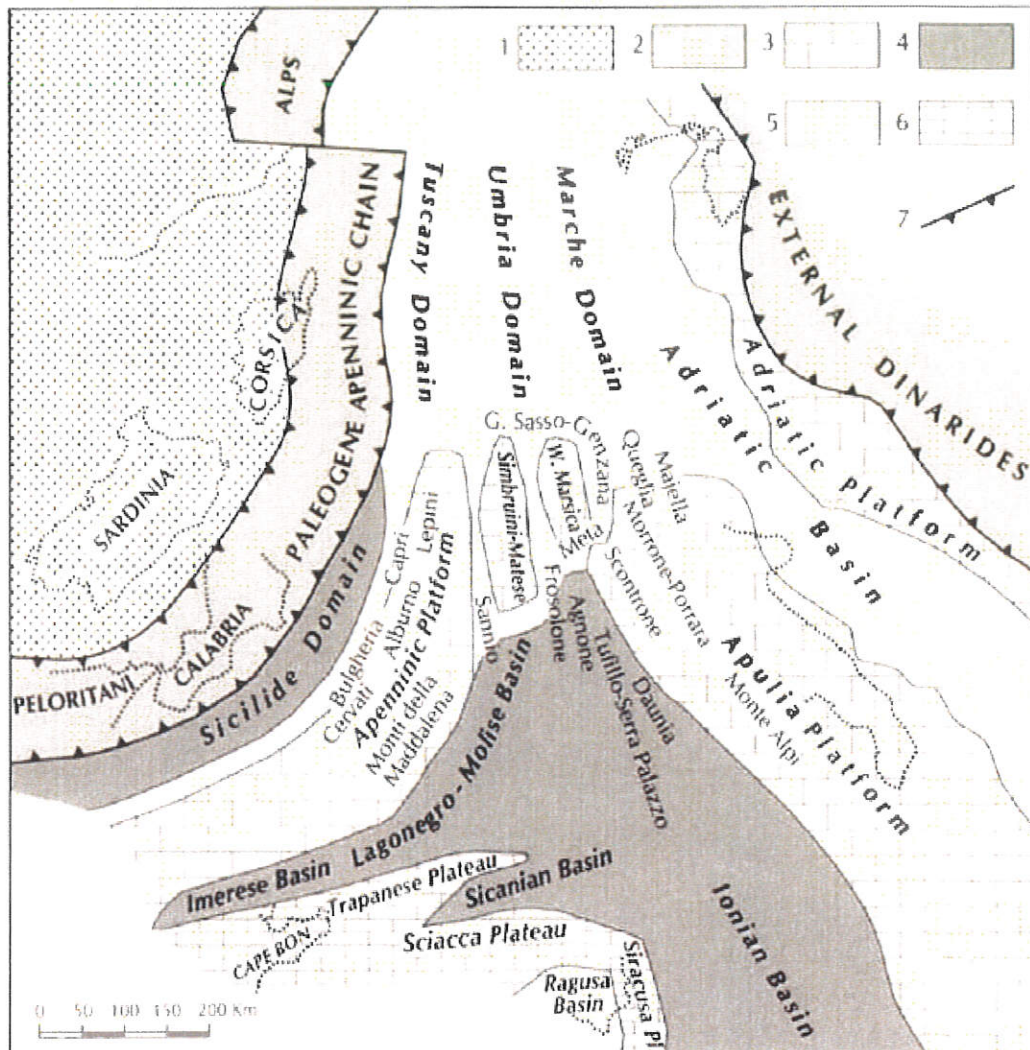 1 2 3 4
5 6
7
ALPS
PALEOGENE APENNINIC CHAIN
CORSICA
SARDINIA
CALABRIA
PELORITANI
Sicilide Domain
Tuscany Domain
Umbria Domain
Marche Domain
EXTERNAL DINARIDES
Adriatic Platform
Adriatic Basin
G. Sasso-Genzana
Simbruini-Matese
W. Marsica
Meta
Queglia
Majella
Morrone-Porrara
Scontrone
Lepini
Capri
Alburno
Bulgheria
Cervati
Apenninic Platform
Monti della
Maddalena
Sannio
Frosolone
Agnone
Tufillo-Serra Palazzo
Daunia
Monte Alpi
Apulia Platform
Lagonegro-Molise Basin
Imerese Basin
Trapanese Plateau
Sicanian Basin
CAPE BON
Sciacca Plateau
Ionian Basin
Ragusa
Basin
Siracusa Pl
0 50 100 150 200 Km